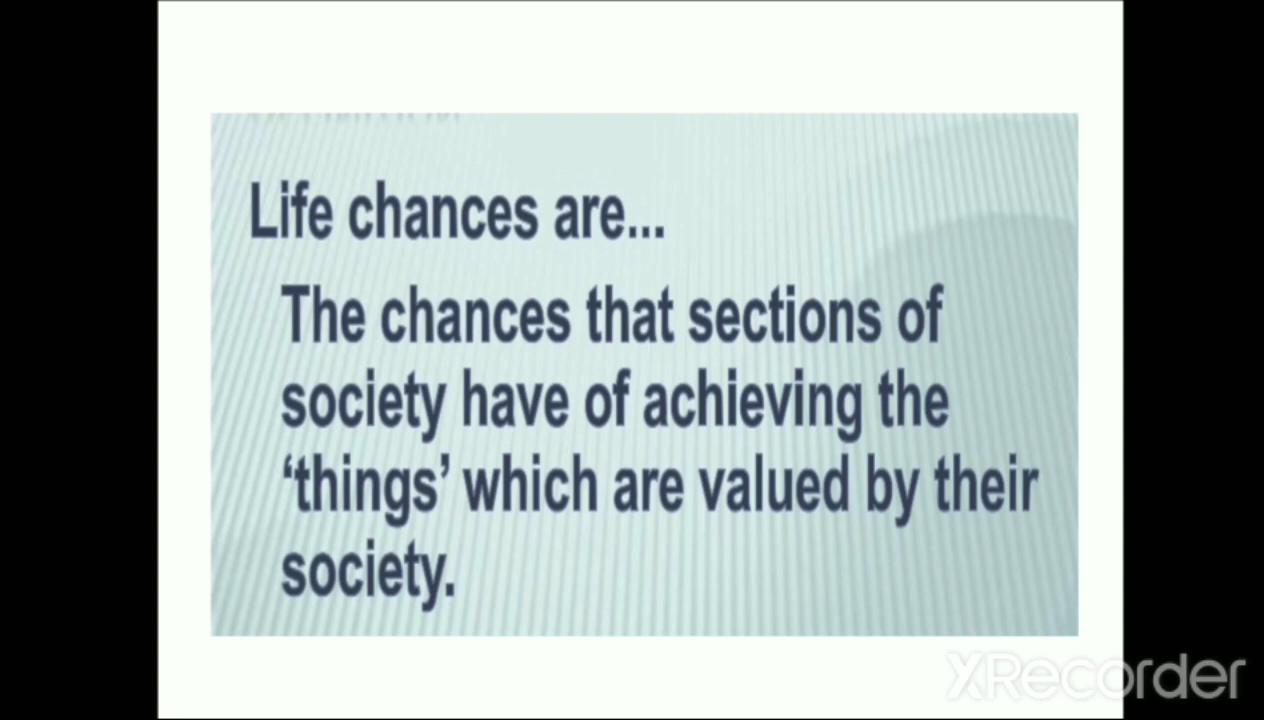 Life chances are...
The chances that sections of
society have of achieving the
‘things’ which are valued by their
society.
XRecorder